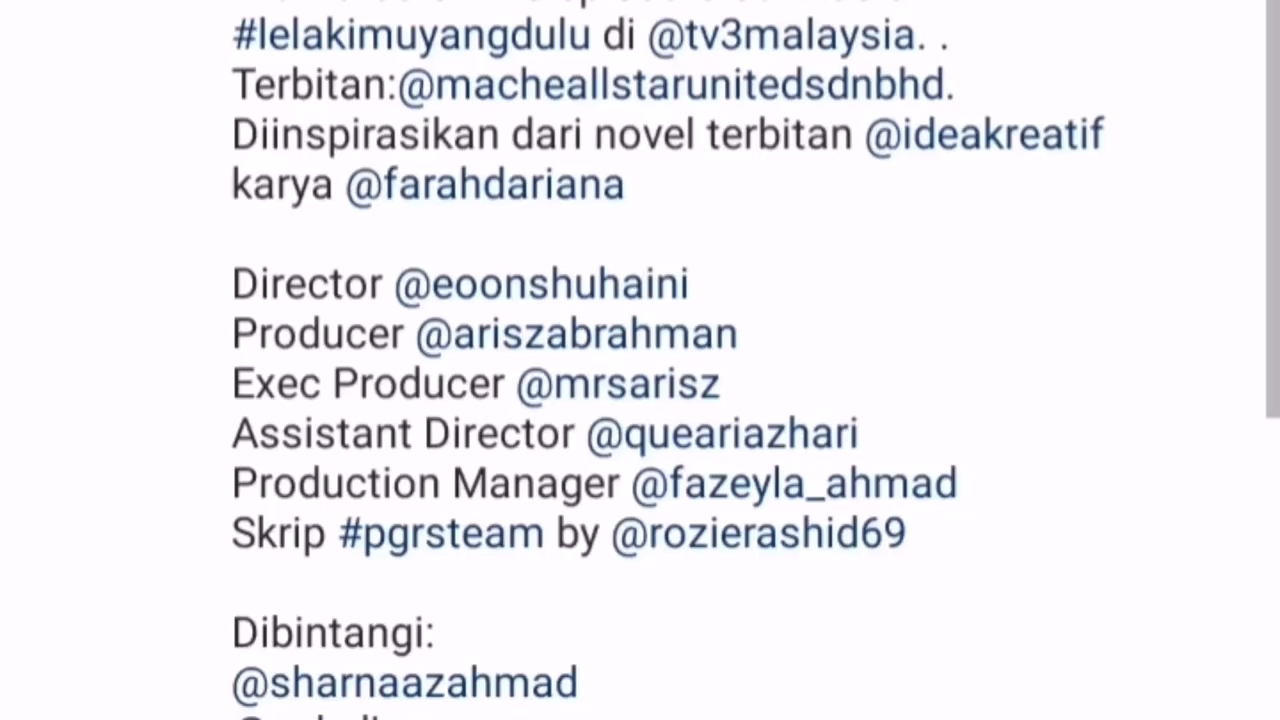 #lelakimuyangdulu di @tv3malaysia. .
Terbitan:@macheallstarunitedsdnbhd.
Diinspirasikan dari novel terbitan @ideakreatif
karya @farahdariana
Director @eoonshuhaini
Producer @ariszabrahman
Exec Producer @mrsarisz
Assistant Director @queariazhari
Production Manager @fazeyla_ahmad
Skrip #pgrsteam by @rozierashid69
Dibintangi:
@sharnaazahmad